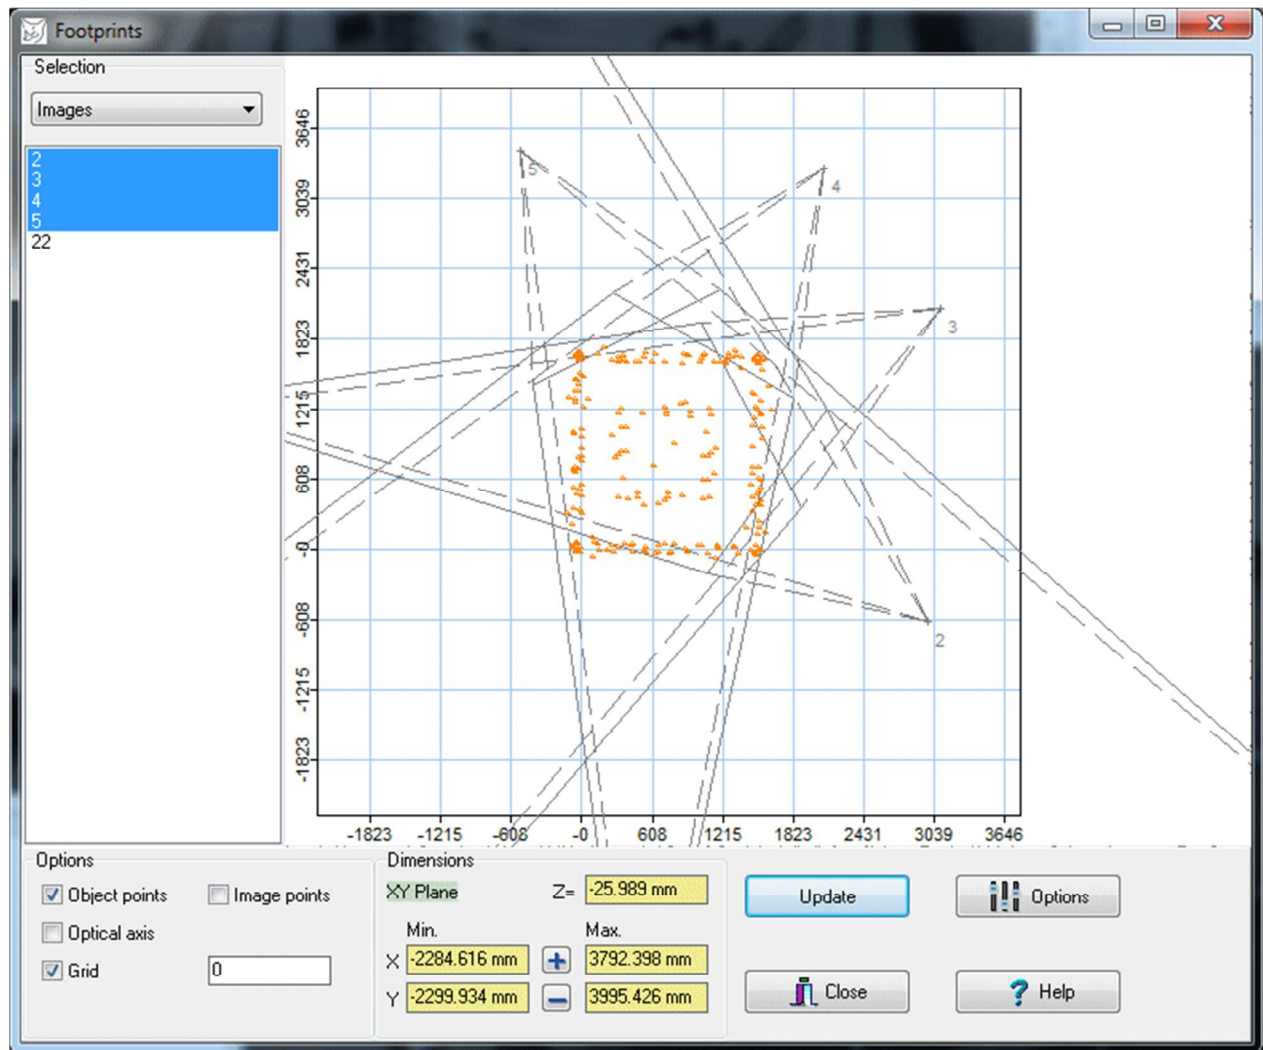 Footprints
Selection
Images
2
3
4
5
22
3646
3039
2431
1823
1215
608
-0
-608
-1215
-1823
-1823
-1215
-608
-0
608
1215
1823
2431
3039
3646
5
4
3
2
Options
Object points
Image points
Optical axis
Grid
0
Dimensions
XY Plane
Z= -25.989 mm
Min. Max.
X -2284.616 mm 3792.398 mm
Y -2299.934 mm 3995.426 mm
Update
Options
Close
Help